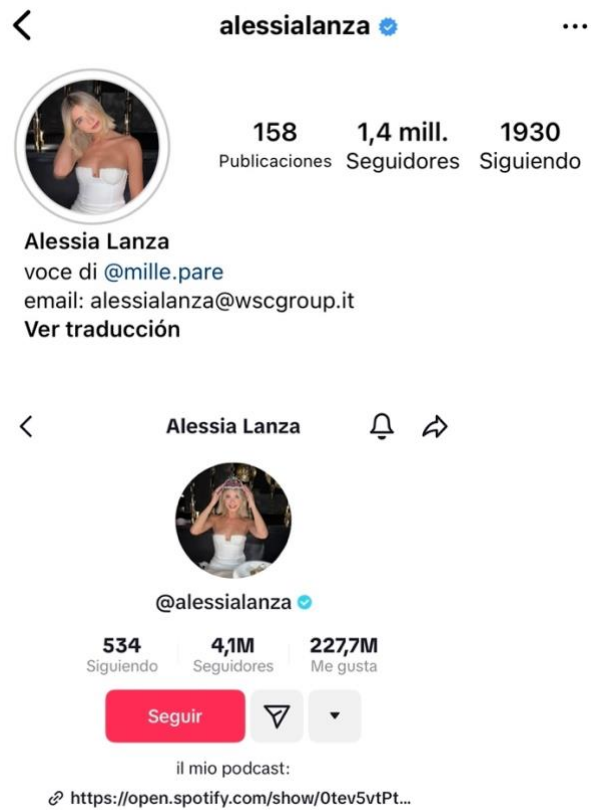 alessialanza
158 1,4 mill. 1930
Publicaciones Seguidores Siguiendo
Alessia Lanza
voce di @mille.pare
email: alessialanza@wscgroup.it
Ver traducción
Alessia Lanza
@alessialanza
534 4,1M 227,7M
Siguiendo Seguidores Me gusta
Seguir
il mio podcast:
https://open.spotify.com/show/0tev5vtPt...